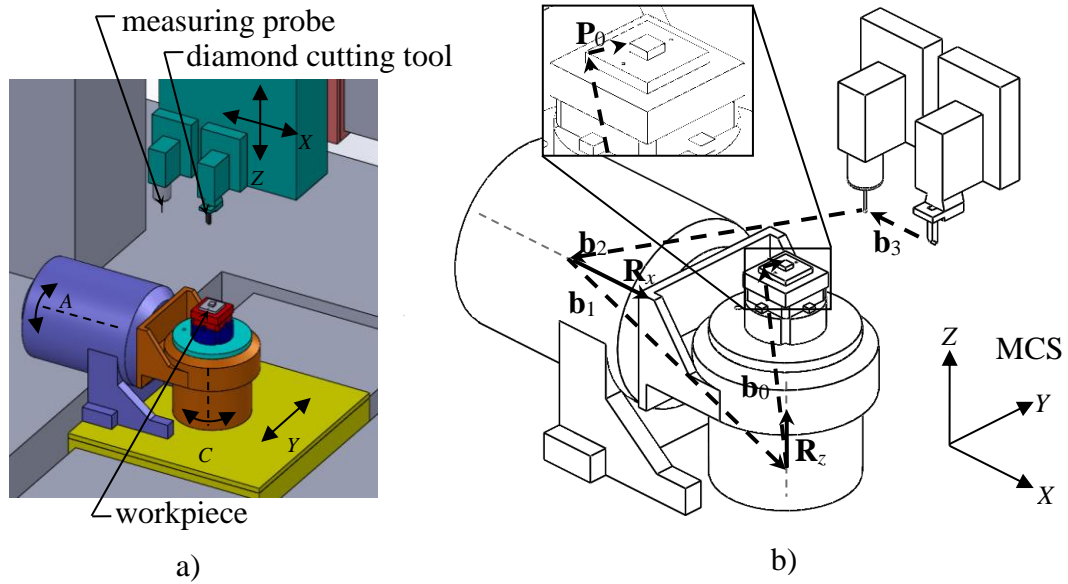 measuring probe
diamond cutting tool
X
Z
A
C
Y
workpiece
a)
P0
b3
b2
Rx
b1
b0
Rz
Z
MCS
Y
X
b)